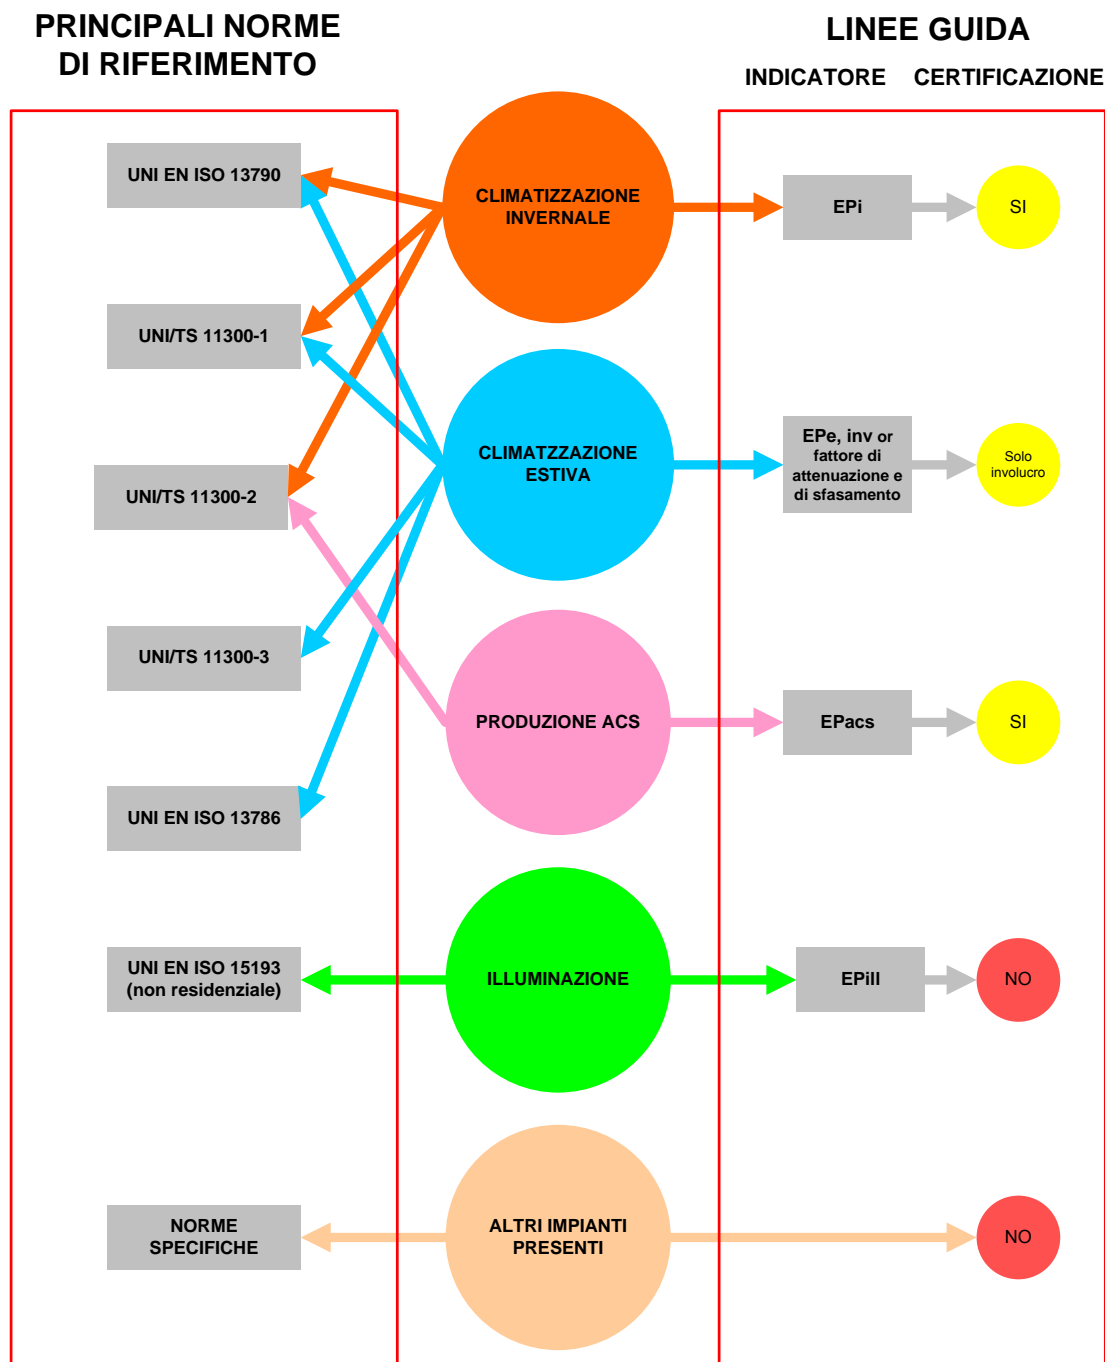 PRINCIPALI NORME
DI RIFERIMENTO
LINEE GUIDA
INDICATORE
CERTIFICAZIONE
UNI EN ISO 13790
CLIMATIZZAZIONE
INVERNALE
EPi
SI
UNI/TS 11300-1
UNI/TS 11300-2
CLIMATZZAZIONE
ESTIVA
EPe, inv or
fattore di
attenuazione e
di sfasamento
Solo
involucro
UNI/TS 11300-3
PRODUZIONE ACS
EPacs
SI
UNI EN ISO 13786
UNI EN ISO 15193
(non residenziale)
ILLUMINAZIONE
EPill
NO
NORME
SPECIFICHE
ALTRI IMPIANTI
PRESENTI
NO